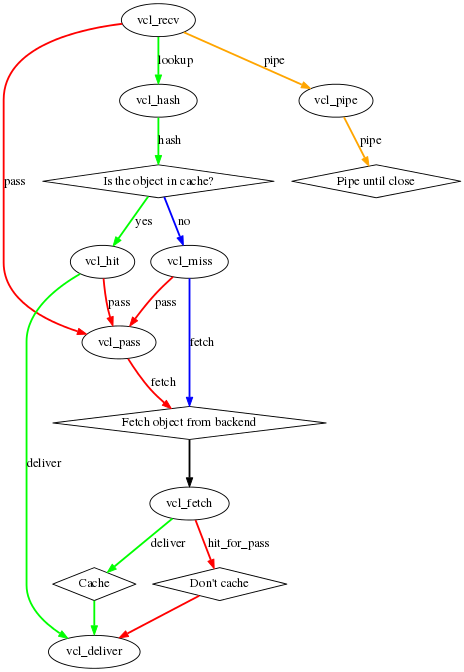 vcl_recv
lookup
pipe
vcl_hash
vcl_pipe
hash
pipe
pass
Is the object in cache?
Pipe until close
yes
no
vcl_hit
vcl_miss
pass
pass
vcl_pass
fetch
fetch
Fetch object from backend
deliver
vcl_fetch
deliver
hit_for_pass
Cache
Don't cache
vcl_deliver